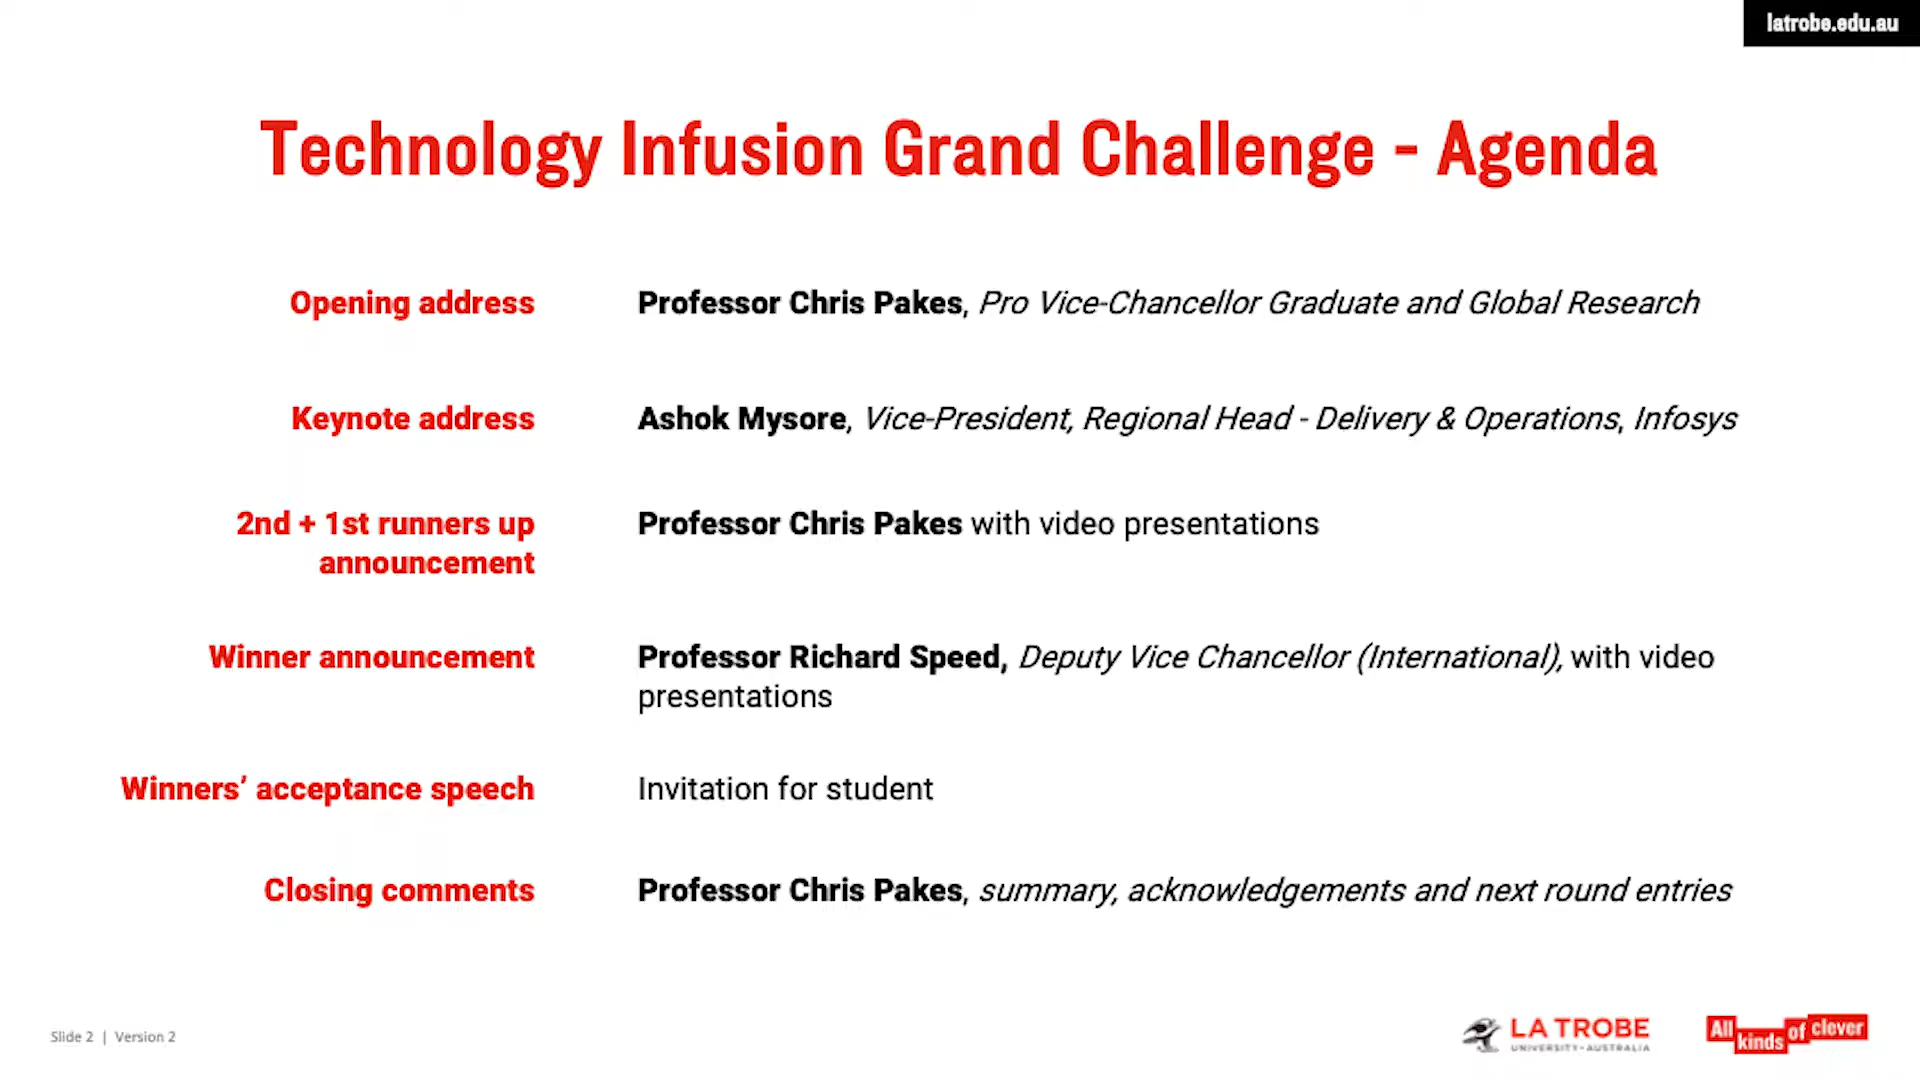 latrobe.edu.au
Technology Infusion Grand Challenge - Agenda
Opening address
Professor Chris Pakes, Pro Vice-Chancellor Graduate and Global Research
Keynote address
Ashok Mysore, Vice-President, Regional Head - Delivery & Operations, Infosys
2nd + 1st runners up
announcement
Professor Chris Pakes with video presentations
Winner announcement
Professor Richard Speed, Deputy Vice Chancellor (International), with video
presentations
Winners’ acceptance speech
Invitation for student
Closing comments
Professor Chris Pakes, summary, acknowledgements and next round entries
Slide 2 | Version 2
LA TROBE
UNIVERSITY • AUSTRALIA
All kinds of clever